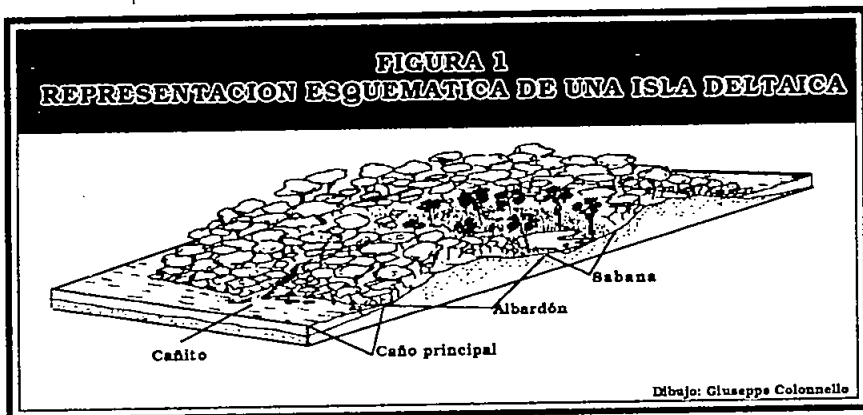 FIGURA 1
REPRESENTACION ESQUEMATICA DE UNA ISLA DELTAICA
Sabana
Albardón
Cañito
Caño principal
Dibujo: Giuseppe Colonnello